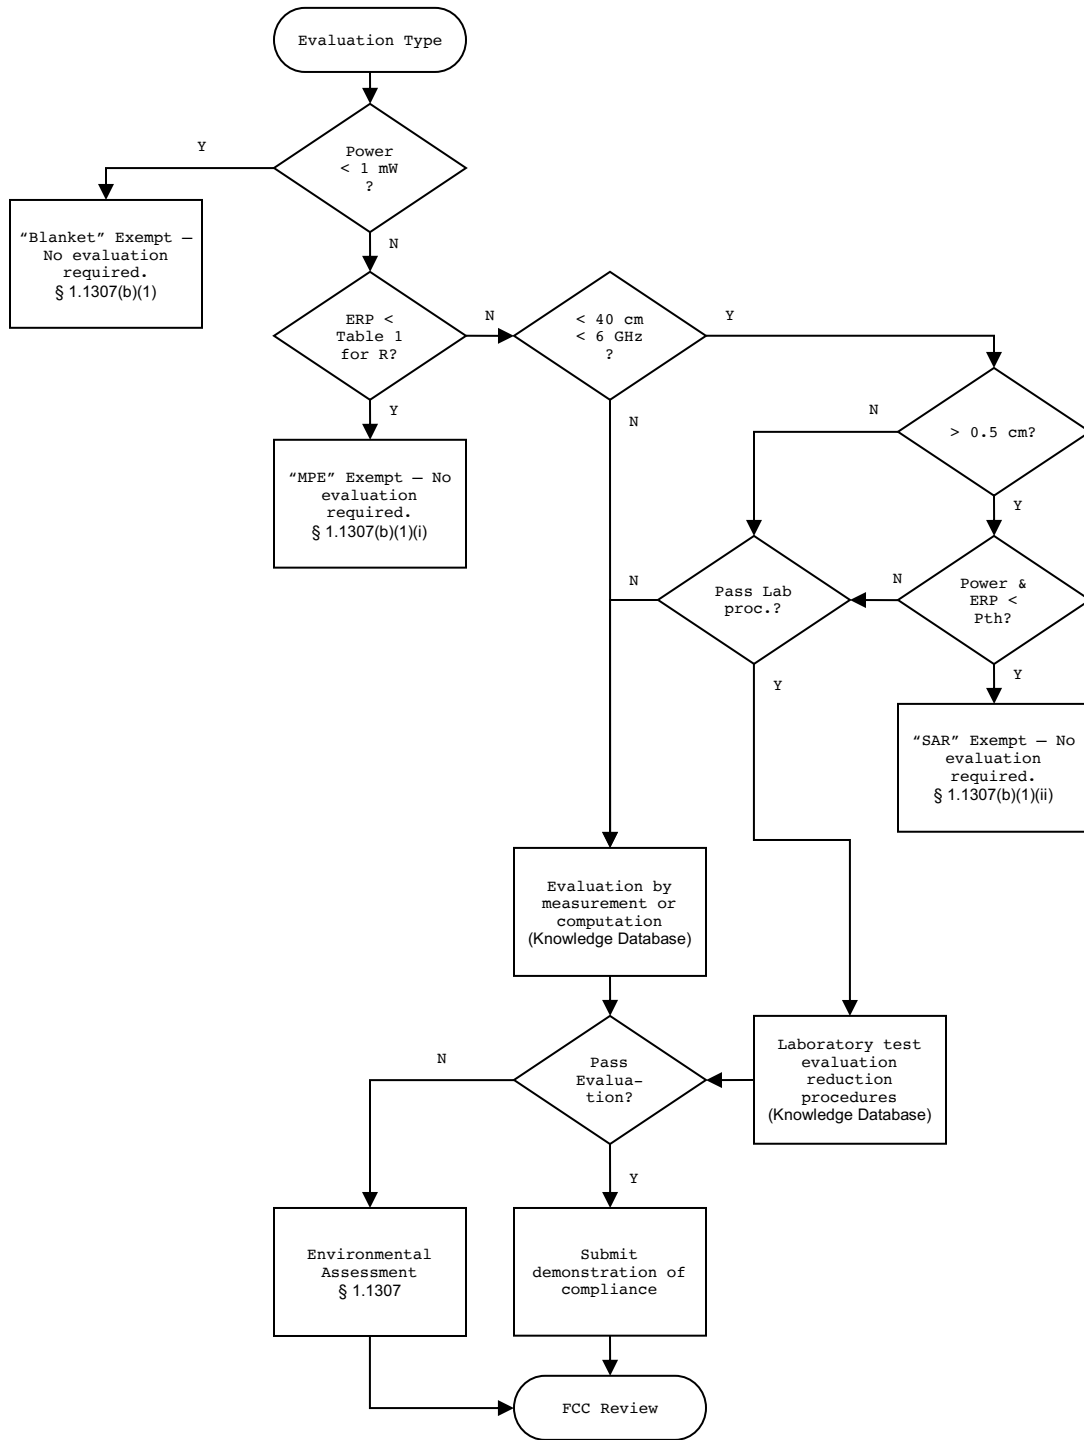 Evaluation Type
Power
< 1 mW
?
Y
N
“Blanket” Exempt –
No evaluation
required.
§ 1.1307(b)(1)
ERP <
Table 1
for R?
N
Y
< 40 cm
< 6 GHz
?
Y
N
“MPE” Exempt – No
evaluation
required.
§ 1.1307(b)(1)(i)
> 0.5 cm?
N
Y
Pass Lab
proc.?
N
Y
Power &
ERP <
Pth?
N
Y
“SAR” Exempt – No
evaluation
required.
§ 1.1307(b)(1)(ii)
Evaluation by
measurement or
computation
(Knowledge Database)
Laboratory test
evaluation
reduction
procedures
(Knowledge Database)
Pass
Evalua-
tion?
N
Y
Environmental
Assessment
§ 1.1307
Submit
demonstration of
compliance
FCC Review